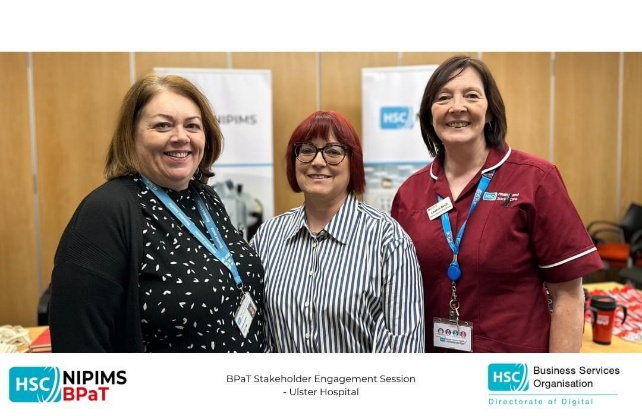 NIPIMS
HSC
HSC NIPIMS
BPaT
BPaT Stakeholder Engagement Session
- Ulster Hospital
HSC Business Services
Organisation
Directorate of Digital